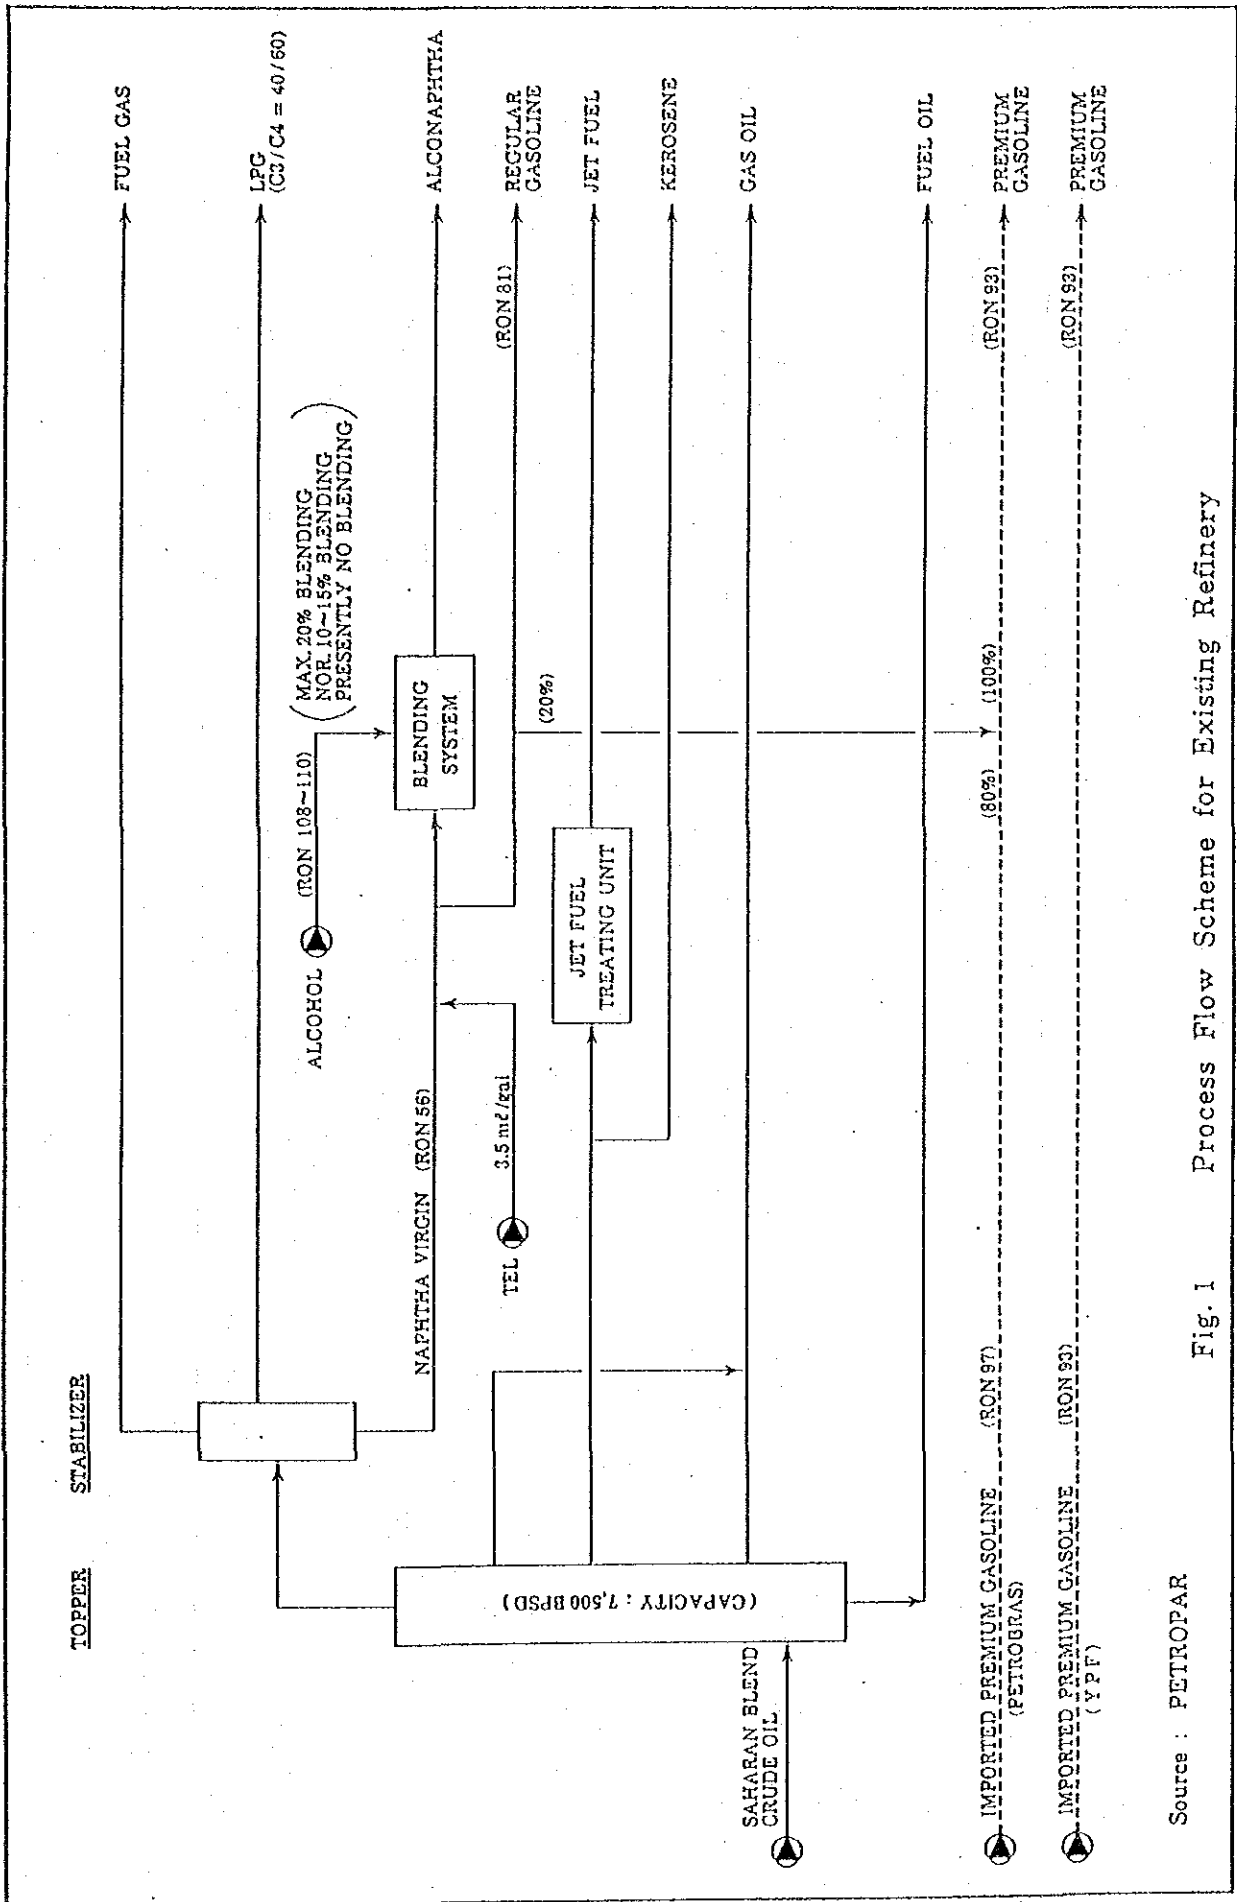 TOPPER
STABILIZER
FUEL GAS
LPG
(C3/C4 = 40/60)
ALCOHOL
(RON 108~110)
MAX. 20% BLENDING
NOR. 10~15% BLENDING
PRESENTLY NO BLENDING
NAPHTHA VIRGIN (RON 56)
BLENDING
SYSTEM
ALCONAPHTHA
TEL
3.5 mℓ/gal
(20%)
(RON 81)
REGULAR
GASOLINE
JET FUEL
TREATING UNIT
JET FUEL
KEROSENE
(CAPACITY : 7,500 BPSD)
GAS OIL
SAHARAN BLEND
CRUDE OIL
FUEL OIL
IMPORTED PREMIUM GASOLINE
(PETROBRAS)
(RON 97)
(80%)
(100%)
(RON 93)
PREMIUM
GASOLINE
IMPORTED PREMIUM GASOLINE
(YPF)
(RON 93)
(RON 93)
PREMIUM
GASOLINE
Source : PETROPAR
Fig. 1 Process Flow Scheme for Existing Refinery